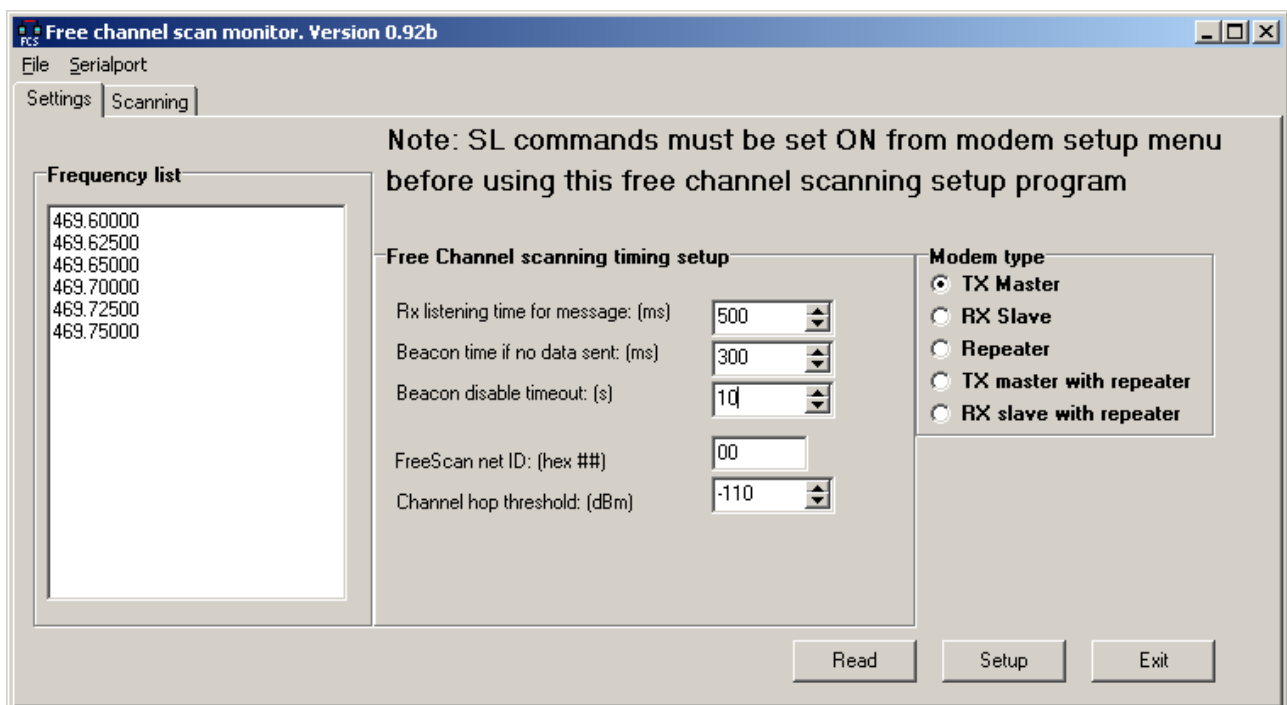 FCS
Free channel scan monitor. Version 0.92b
File Serialport
Settings Scanning
Note: SL commands must be set ON from modem setup menu
before using this free channel scanning setup program
Frequency list
469.60000
469.62500
469.65000
469.70000
469.72500
469.75000
Free Channel scanning timing setup
Rx listening time for message: (ms) 500
Beacon time if no data sent: (ms) 300
Beacon disable timeout: (s) 10
FreeScan net ID: (hex ##) 00
Channel hop threshold: (dBm) -110
Modem type
TX Master
RX Slave
Repeater
TX master with repeater
RX slave with repeater
Read Setup Exit